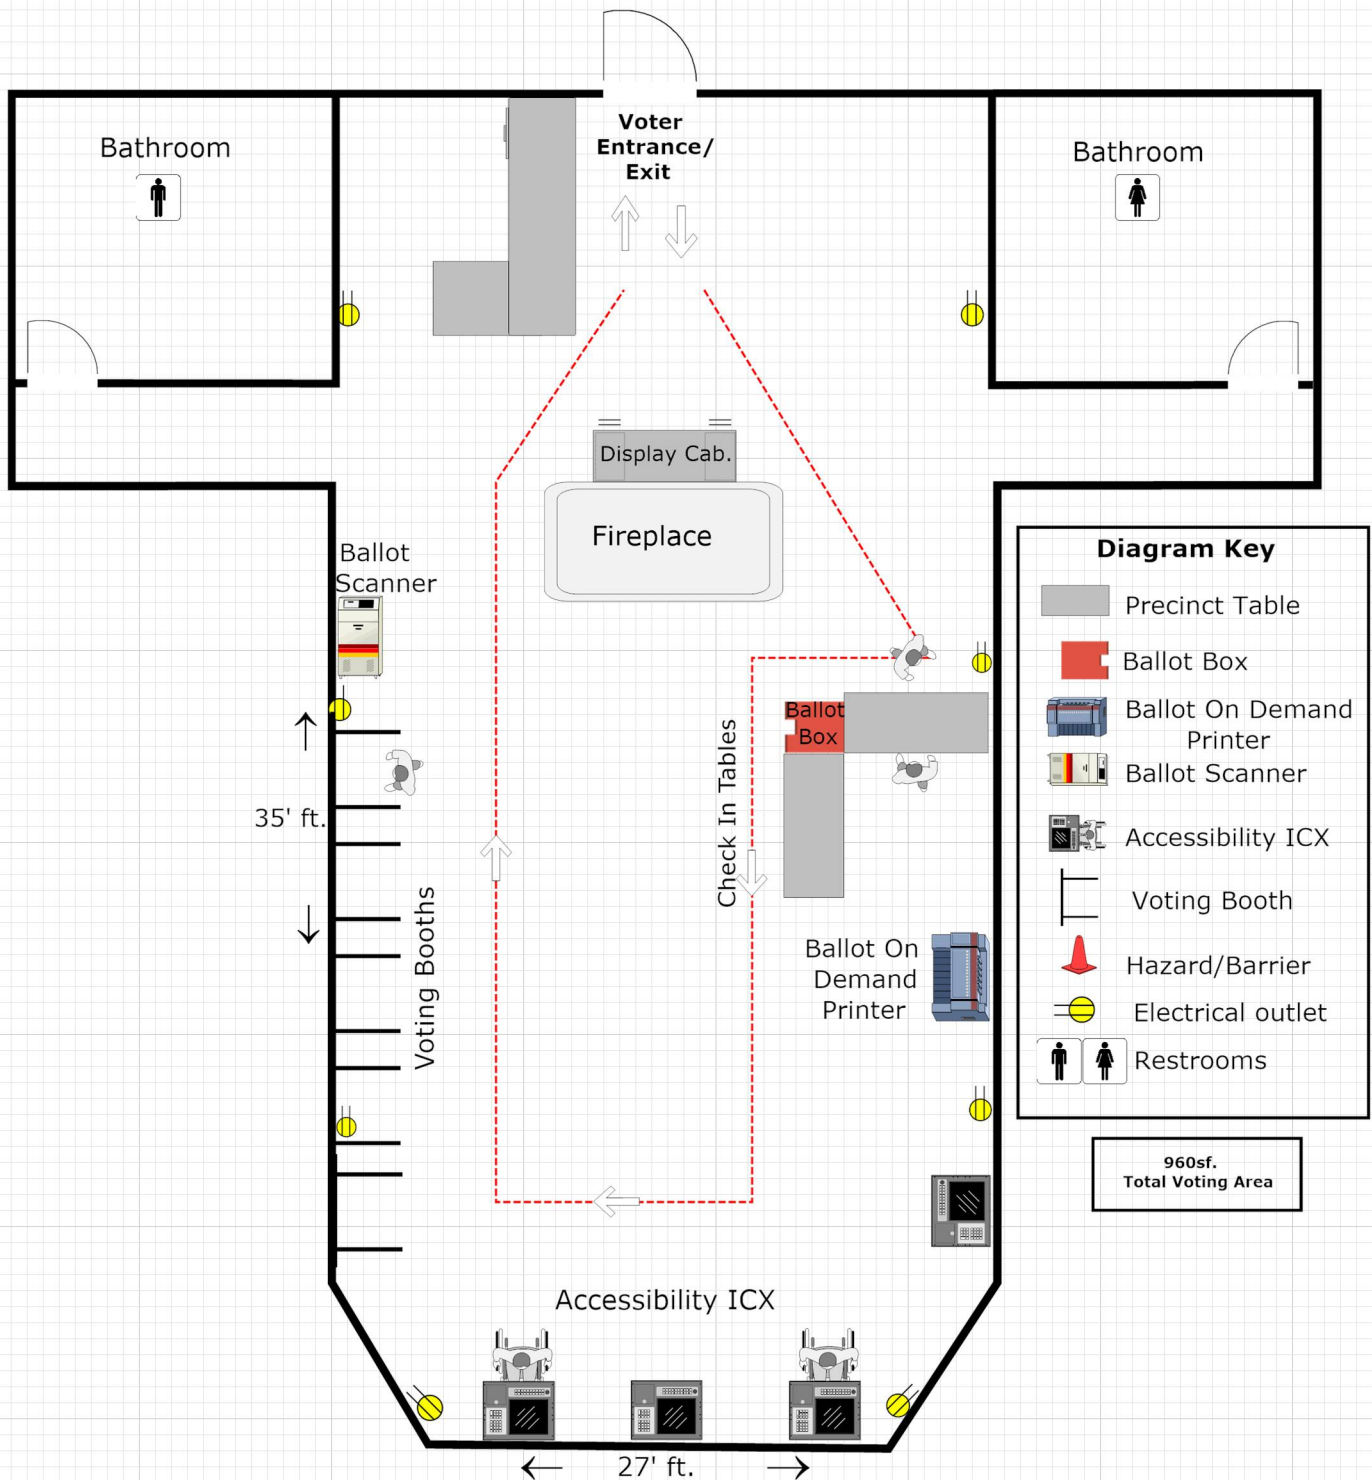 Voter
Entrance/
Exit
Bathroom
Bathroom
Display Cab.
Fireplace
Ballot
Scanner
Diagram Key
Precinct Table
Ballot Box
Ballot On Demand
Printer
Ballot Scanner
Accessibility ICX
Voting Booth
Hazard/Barrier
Electrical outlet
Restrooms
Ballot
Box
Check In Tables
35' ft.
Voting Booths
Ballot On
Demand
Printer
960sf.
Total Voting Area
Accessibility ICX
27' ft.